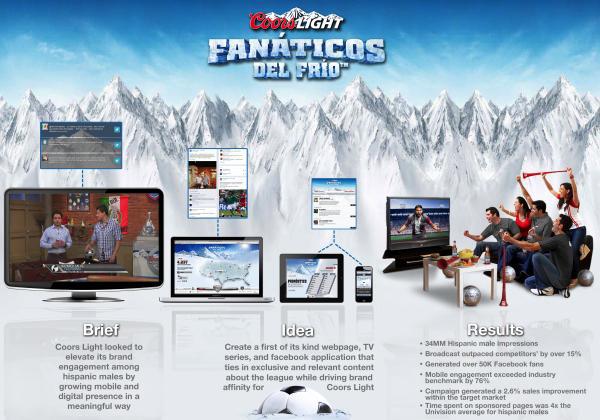 Coors LIGHT
FANÁTICOS
DEL FRÍO™
Brief
Coors Light looked to
elevate its brand
engagement among
hispanic males by
growing mobile and
digital presence in a
meaningful way
Idea
Create a first of its kind webpage, TV
series, and facebook application that
ties in exclusive and relevant content
about the league while driving brand
affinity for Coors Light
Results
• 34MM Hispanic male impressions
• Broadcast outpaced competitors' by over 15%
• Generated over 50K Facebook fans
• Mobile engagement exceeded industry
benchmark by 76%
• Campaign generated a 2.6% sales improvement
within the target market
• Time spent on sponsored pages was 4x the
Univision average for hispanic males